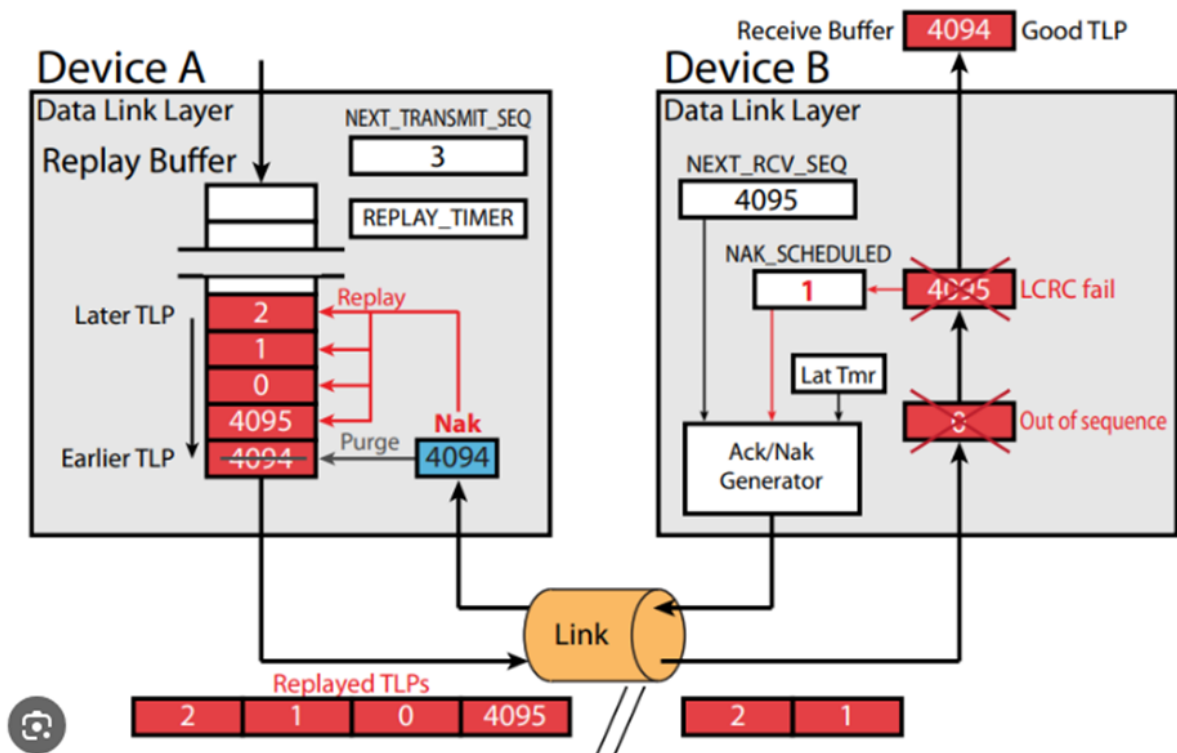 Receive Buffer 4094 Good TLP
Device A
Device B
Data Link Layer
Data Link Layer
NEXT_TRANSMIT_SEQ
3
Replay Buffer
REPLAY_TIMER
NEXT_RCV_SEQ
4095
NAK_SCHEDULED
1
4095 LCRC fail
Later TLP
2
1
0
4095
4094
Earlier TLP
Replay
Nak
Purge
4094
Lat Tmr
Out of sequence
Ack/Nak
Generator
Link
Replayed TLPs
2 1 0 4095
2 1